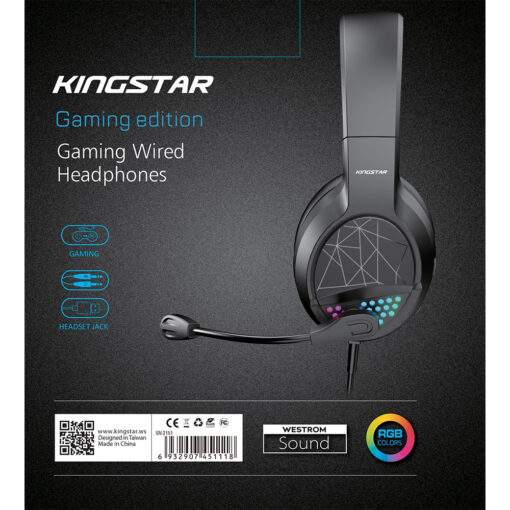 KINGSTAR
Gaming edition
Gaming Wired
Headphones
KINGSTAR
GAMING
HEADSET JACK
www.kingstar.ws
Designed in Taiwan
Made in China
CE
6 932907 451118
WESTROM
Sound
RGB
COLORS